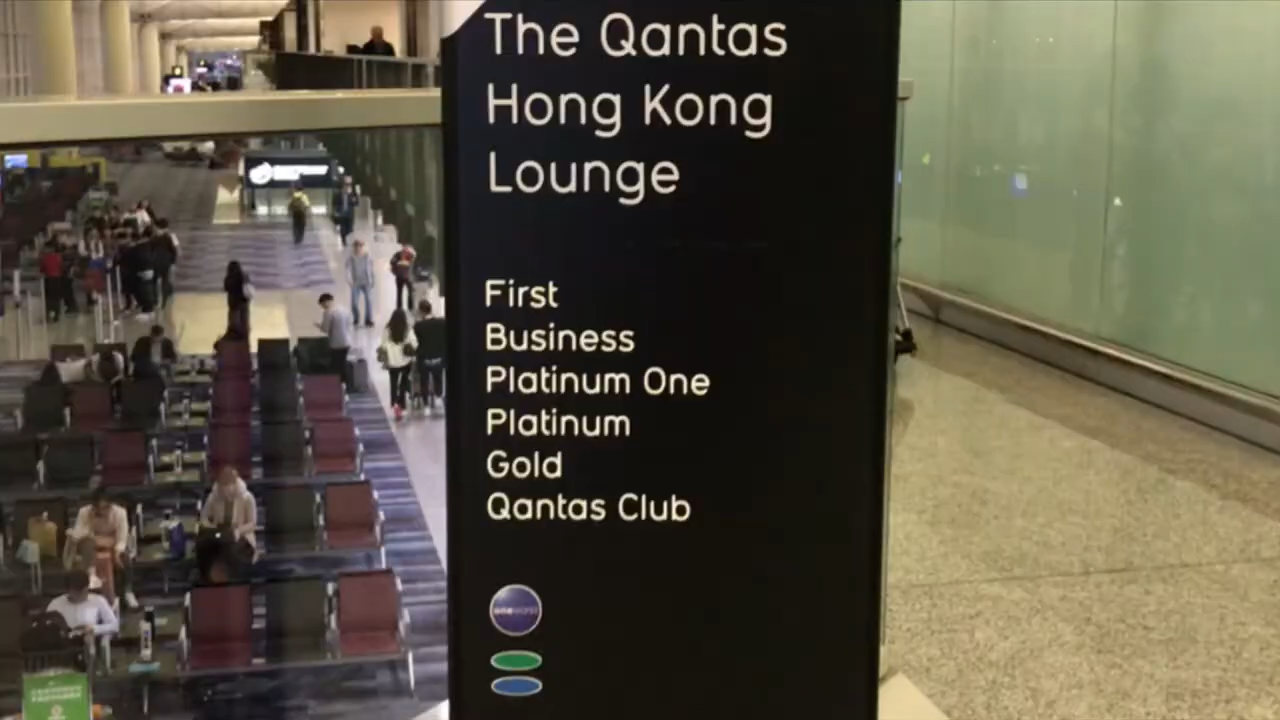 The Qantas
Hong Kong
Lounge
First
Business
Platinum One
Platinum
Gold
Qantas Club
oneworld